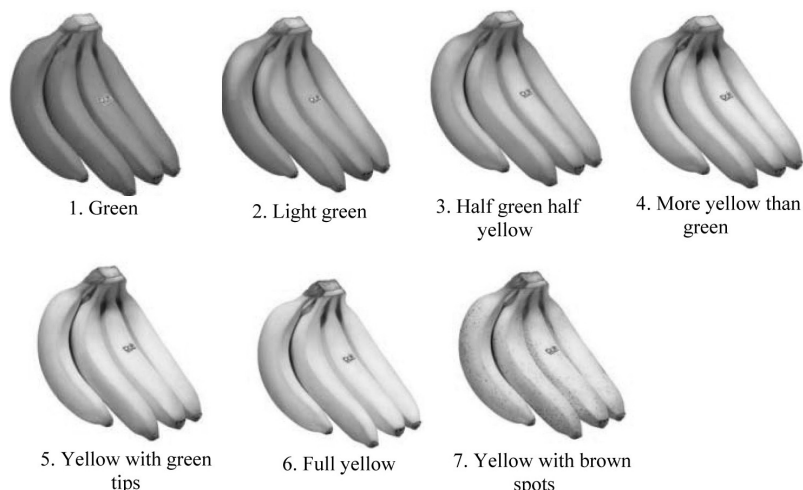 1. Green
2. Light green
3. Half green half
yellow
4. More yellow than
green
5. Yellow with green
tips
6. Full yellow
7. Yellow with brown
spots